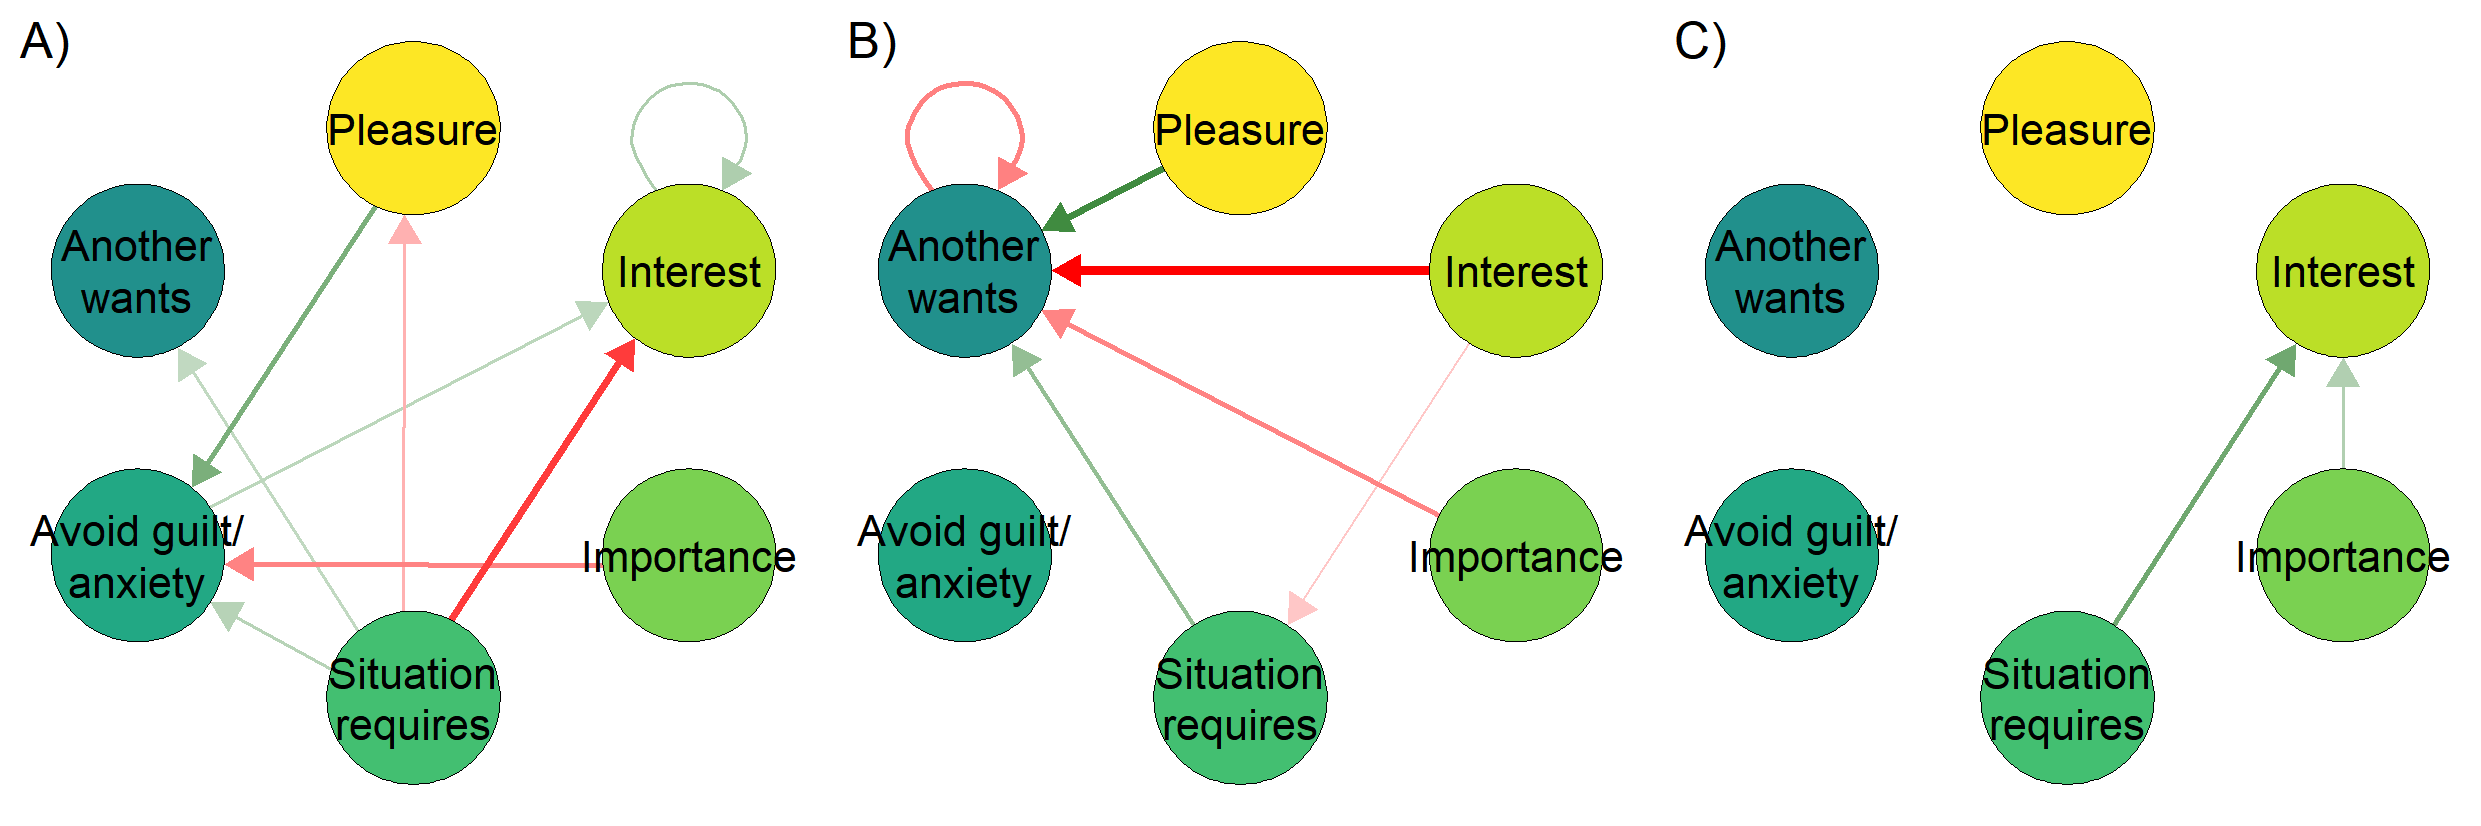 A)
Pleasure
Another
wants
Interest
Avoid guilt/
anxiety
Importance
Situation
requires
B)
Pleasure
Another
wants
Interest
Avoid guilt/
anxiety
Importance
Situation
requires
C)
Pleasure
Another
wants
Interest
Avoid guilt/
anxiety
Importance
Situation
requires